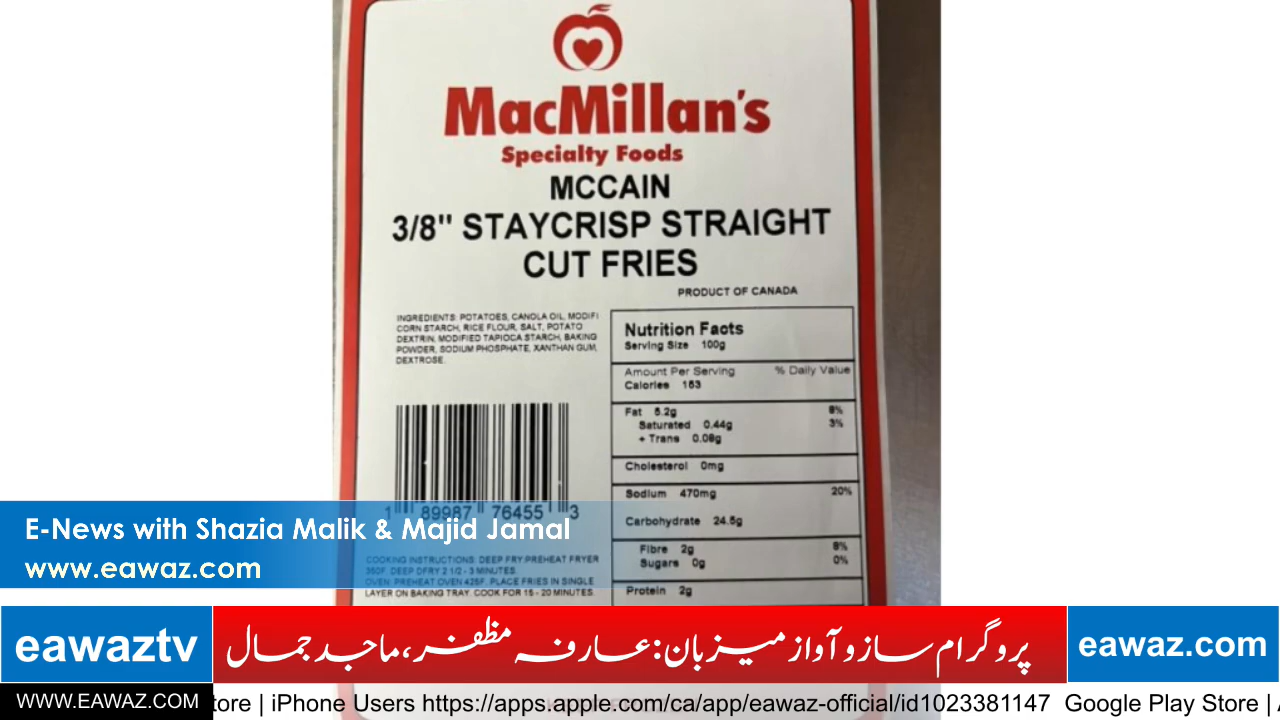 MacMillan's
Specialty Foods
MCCAIN
3/8" STAYCRISP STRAIGHT
CUT FRIES
PRODUCT OF CANADA
INGREDIENTS: POTATOES, CANOLA OIL, MODIFI
CORN STARCH, RICE FLOUR, SALT, POTATO
DEXTRIN, MODIFIED TAPIOCA STARCH, BAKING
POWDER, SODIUM PHOSPHATE, XANTHAN GUM,
DEXTROSE.
Nutrition Facts
Serving Size 100g
Amount Per Serving % Daily Value
Calories 163
Fat 5.2g 8%
Saturated 0.44g 3%
+ Trans 0.08g
Cholesterol 0mg
Sodium 470mg 20%
Carbohydrate 24.5g
Fibre 2g 8%
Sugars 0g 0%
Protein 2g
1 89987 76455 3
COOKING INSTRUCTIONS: DEEP FRY:PREHEAT FRYER
360F. DEEP DFRY 2 1/2 - 3 MINUTES.
OVEN: PREHEAT OVEN 425F. PLACE FRIES IN SINGLE
LAYER ON BAKING TRAY. COOK FOR 15 - 20 MINUTES.
E-News with Shazia Malik & Majid Jamal
www.eawaz.com
eawaztv
پروگرام ساز و آواز میزبان: عارفہ مظفر، ماجد جمال
eawaz.com
WWW.EAWAZ.COM
tore | iPhone Users https://apps.apple.com/ca/app/eawaz-official/id1023381147 Google Play Store |